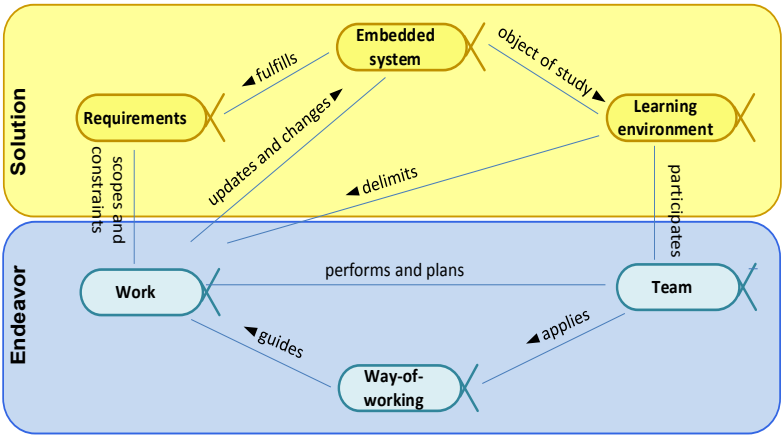 Solution
Embedded
system
fulfills
object of study
Requirements
Learning
environment
updates and changes
delimits
scopes and
constraints
participates
Endeavor
Work
performs and plans
Team
guides
applies
Way-of-
working